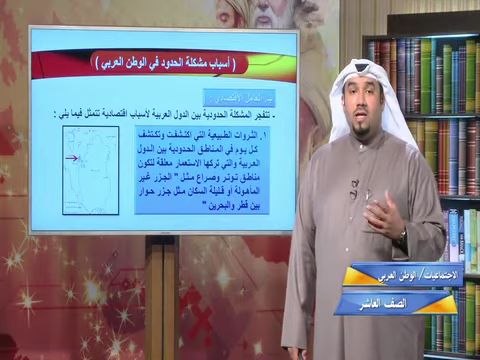 ( أسباب مشكلة الحدود في الوطن العربي )
العامل الاقتصادي :
- تتفجر المشكلة الحدودية بين الدول العربية لأسباب اقتصادية تتمثل فيما يلي :
١. الثروات الطبيعية التي اكتشفت وتكتشف
كل يوم في المناطق الحدودية بين الدول
العربية والتي تركها الاستعمار معلقة لتكون
مناطق توتر وصراع مثل " الجزر غير
المأهولة أو قليلة السكان مثل جزر حوار
بين قطر والبحرين "
الاجتماعيات / الوطن العربي
الصف العاشر